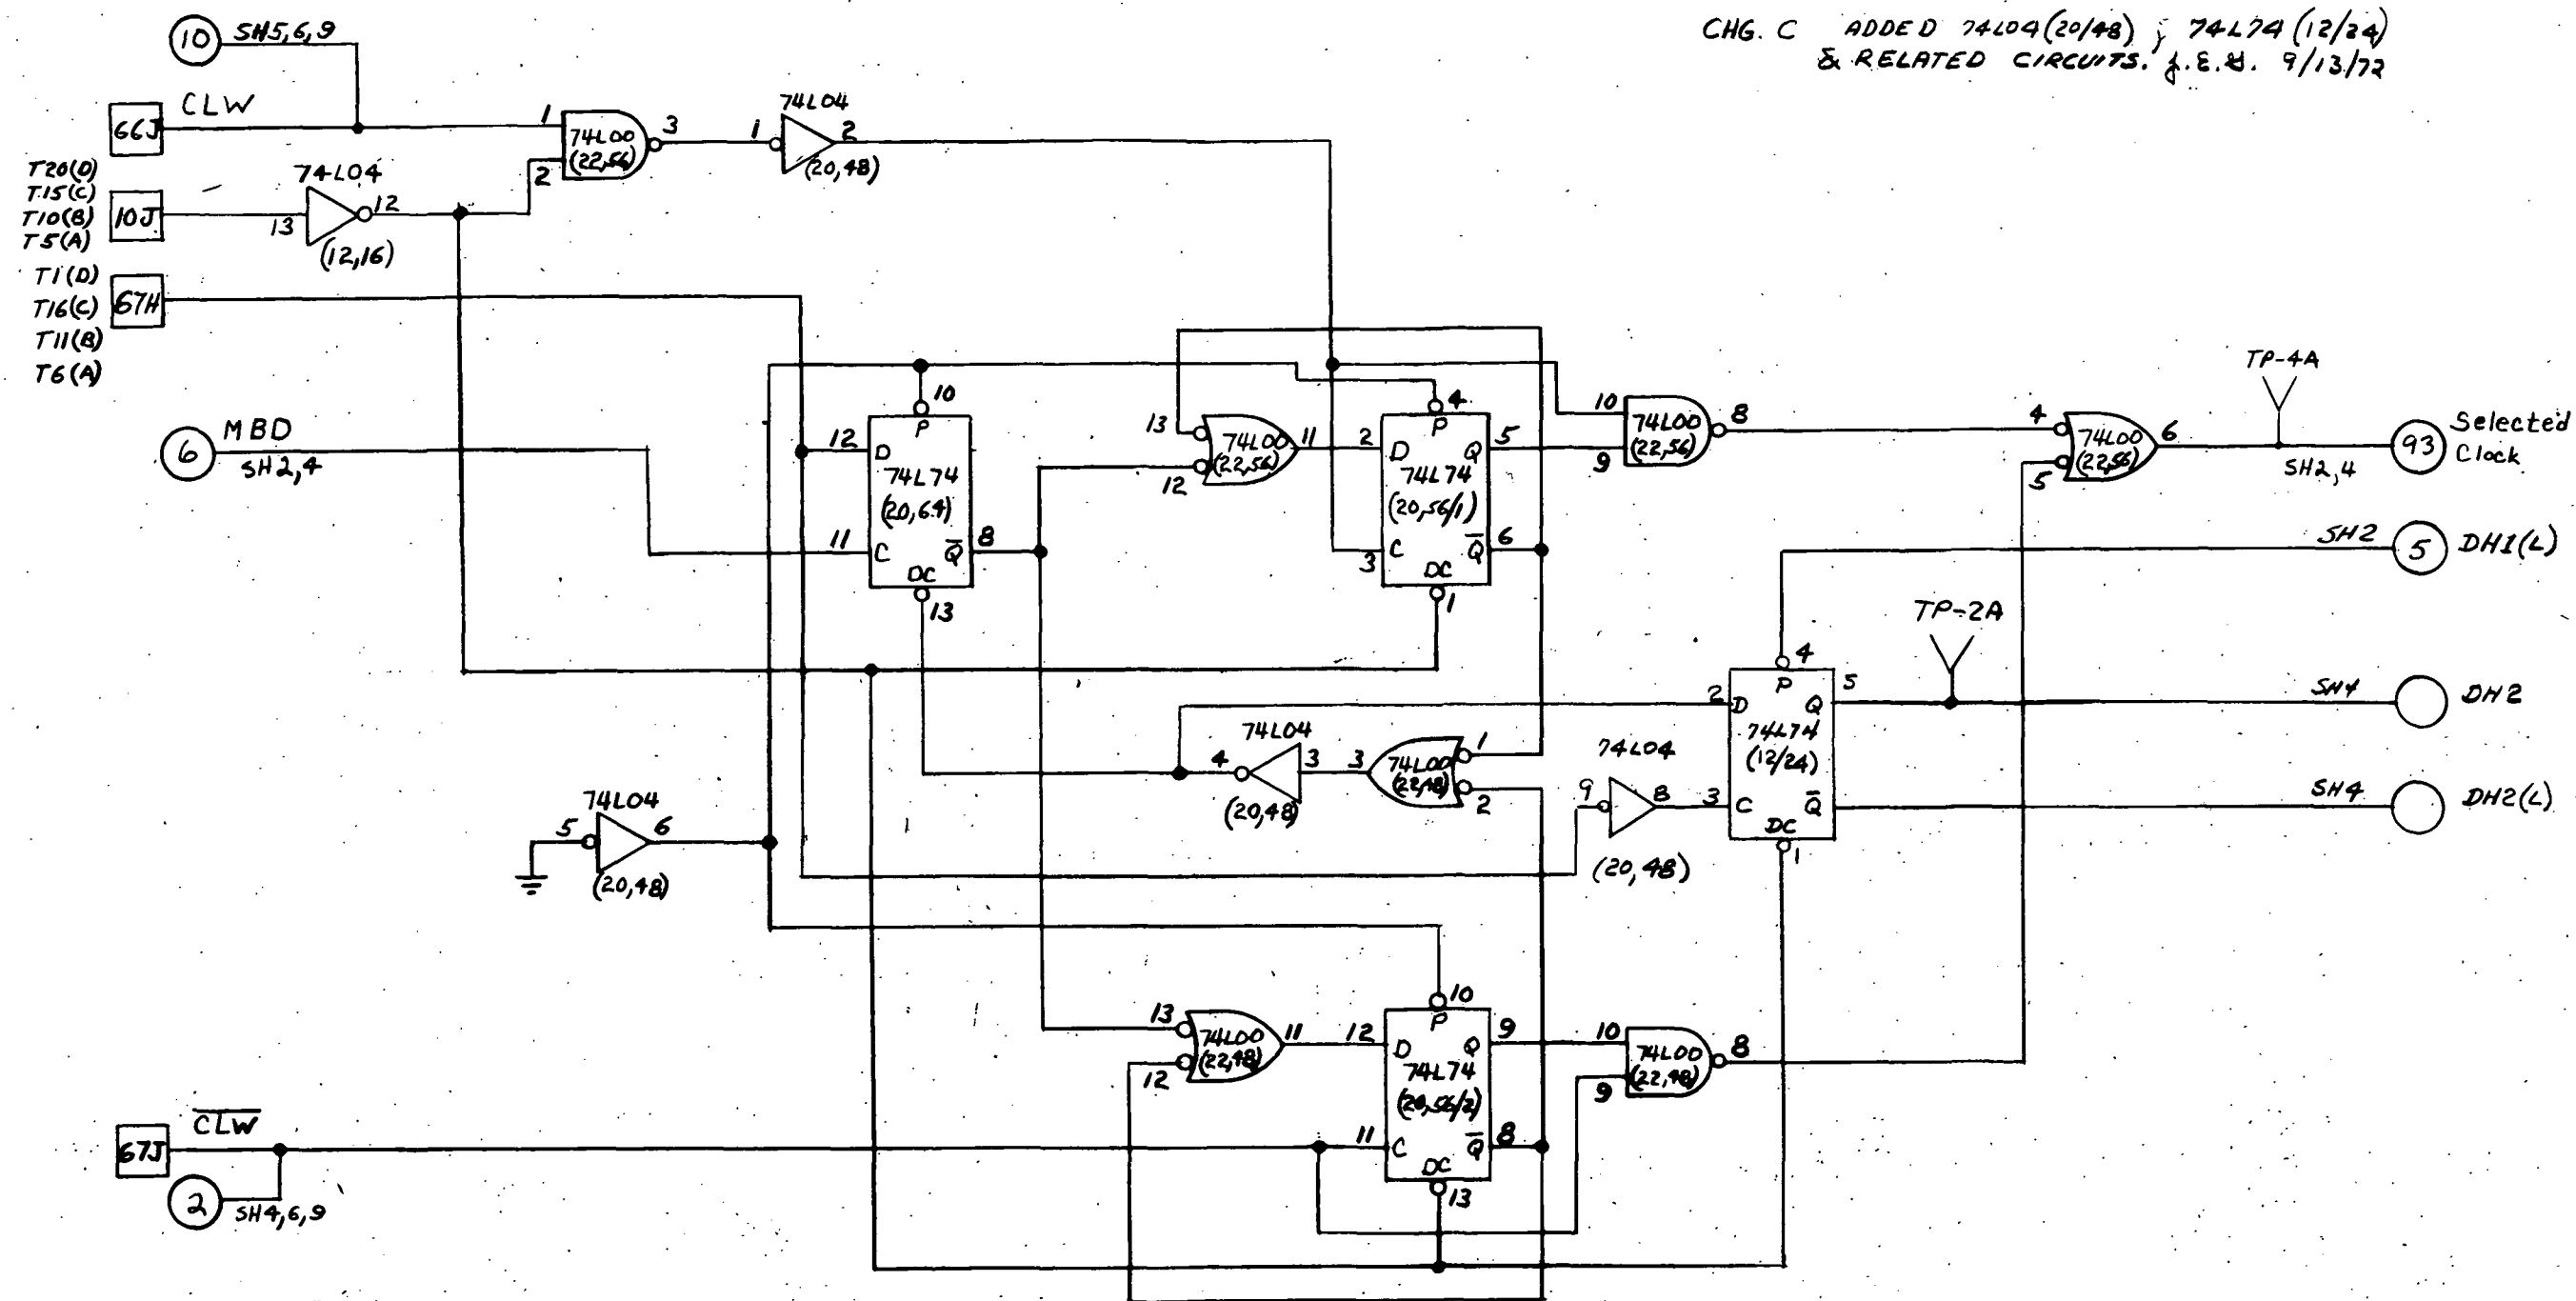 CHG. C ADDED 74L04(20/48) ; 74L74(12/24)
& RELATED CIRCUITS. J.E.G. 9/13/72
10 SH5,6,9
66J CLW
1 2 74L00 (22,56) 3
74L04
1 2
(20,48)
T20(D)
T15(C)
T10(B)
T5(A)
10J
74L04
13 12
(12,16)
T1(D)
T16(C)
T11(B)
T6(A)
67H
6 MBD
SH2,4
10
P
12 D
74L74
(20,64)
11 C Q̅ 8
DC
13
13
12
74L00
(22,56)
11
4
P
2 D Q 5
74L74
(20,56/1)
3 C Q̅ 6
DC
1
10
9
74L00
(22,56)
8
4
5
74L00
(22,56)
6
TP-4A
SH2,4
93 Selected
Clock
SH2 5 DH1(L)
TP-2A
4
P
2 D Q 5
74L74
(12/24)
3 C Q̅
DC
1
SH4 DH2
SH4 DH2(L)
74L04
4 3
(20,48)
3 74L00 (22,48) 1
2
74L04
9 8
(20,48)
74L04
5 6
(20,48)
13
12
74L00
(22,48)
11
10
P
12 D Q 9
74L74
(20,56/2)
11 C Q̅ 8
DC
13
10
9
74L00
(22,48)
8
67J C̅L̅W̅
2 SH4,6,9